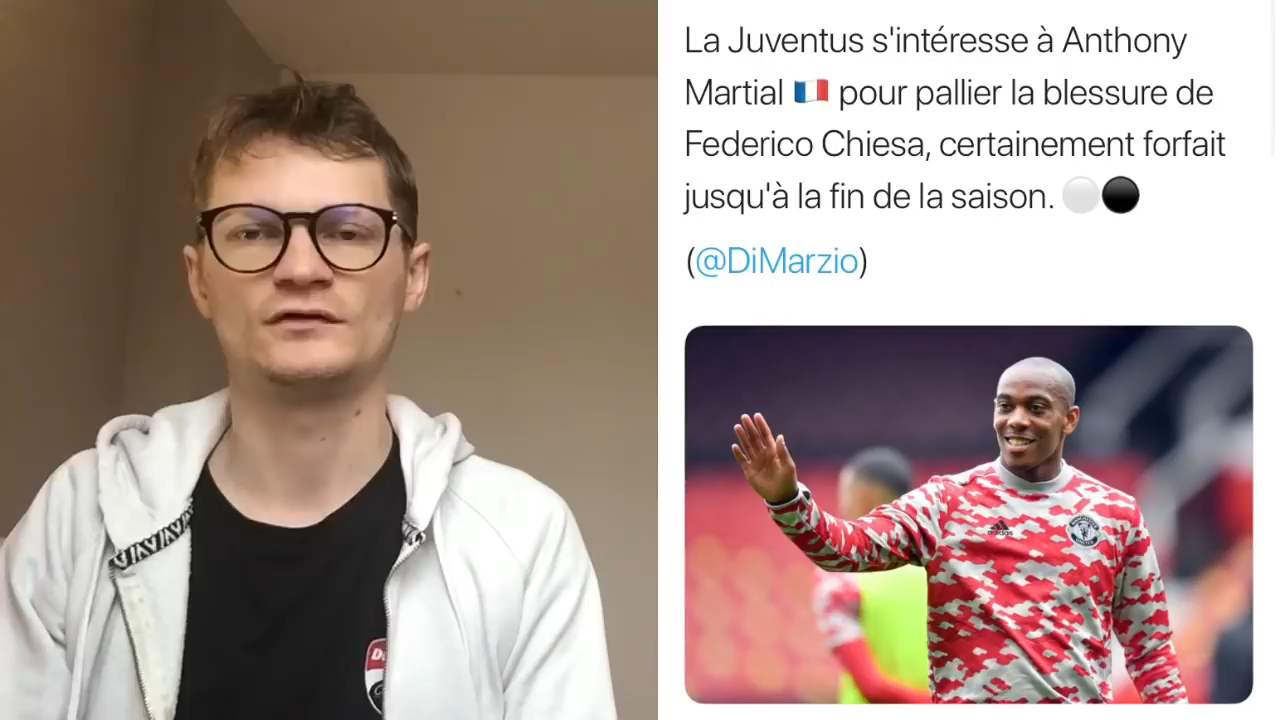 La Juventus s'intéresse à Anthony
Martial 🇫🇷 pour pallier la blessure de
Federico Chiesa, certainement forfait
jusqu'à la fin de la saison. ⚪⚫
(@DiMarzio)
adidas